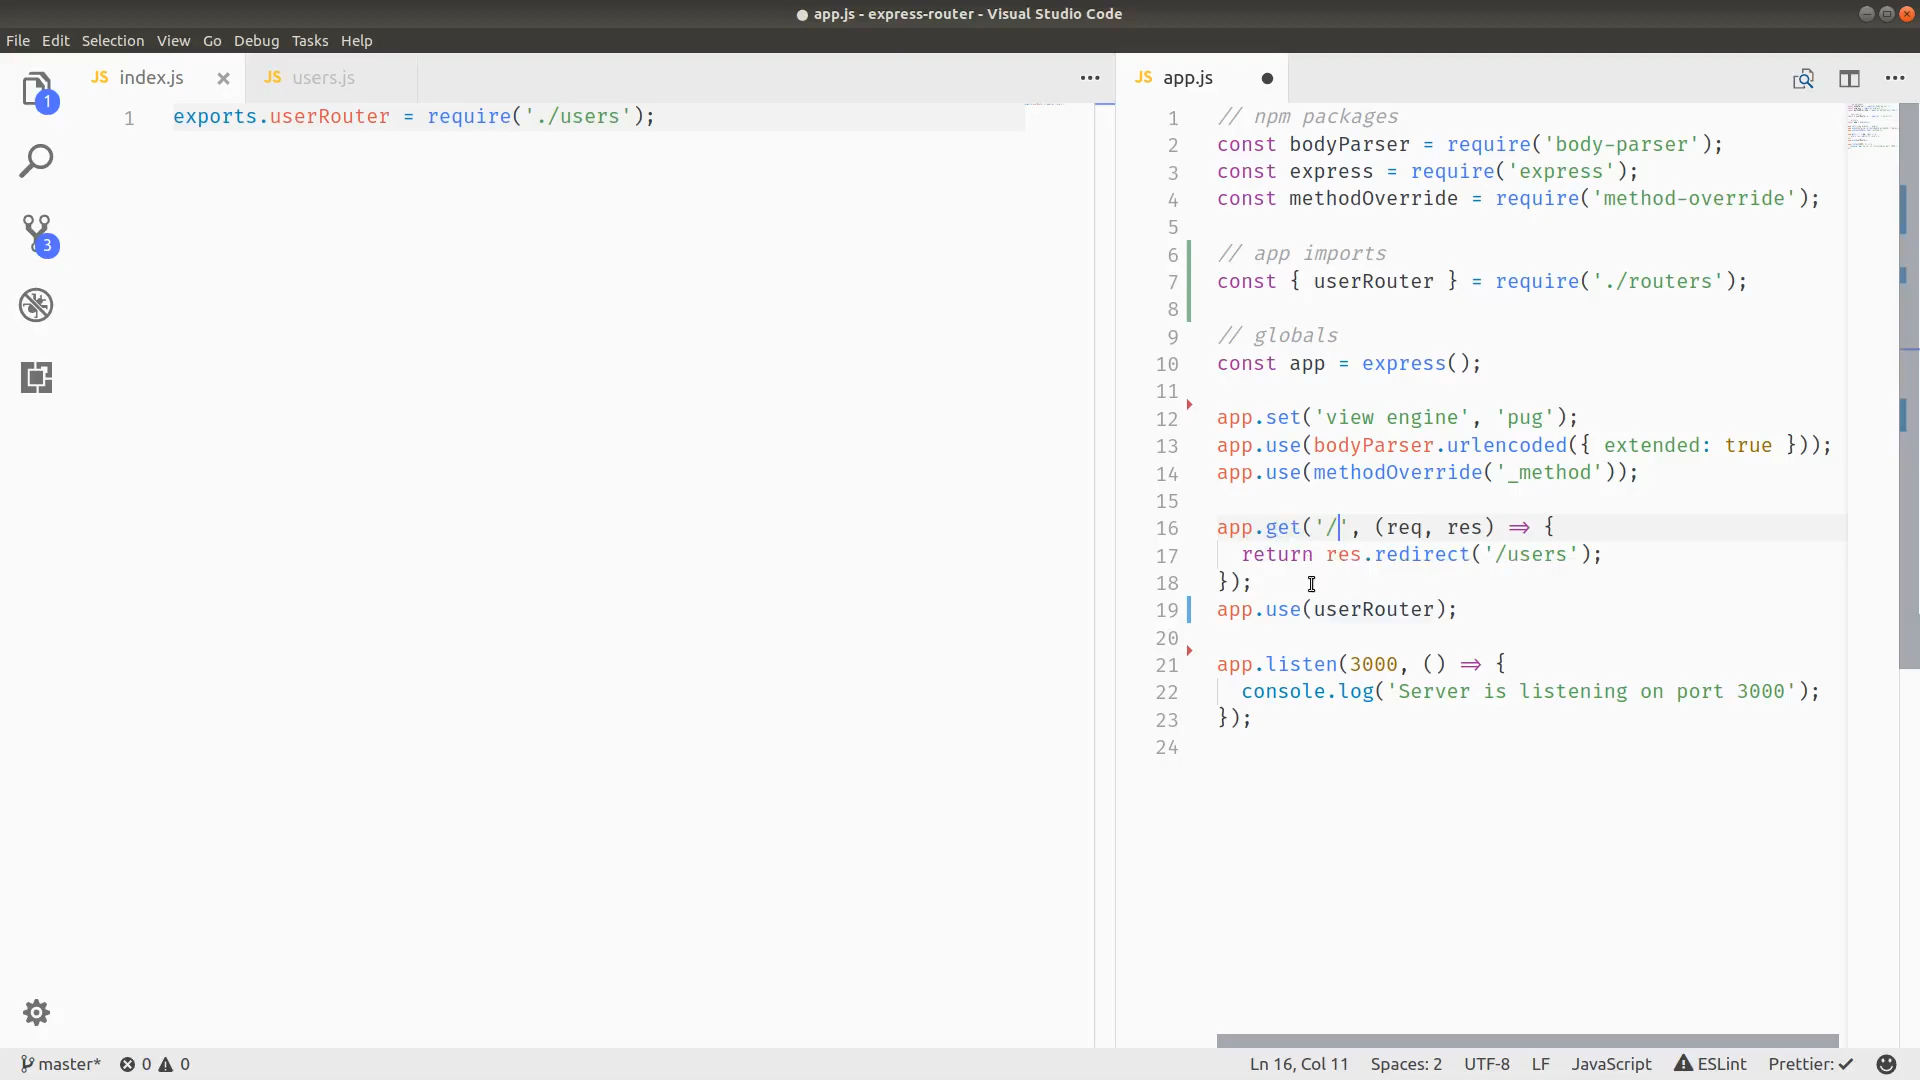 app.js - express-router - Visual Studio Code
File Edit Selection View Go Debug Tasks Help
JS index.js
JS users.js
1 exports.userRouter = require('./users');
JS app.js
1 // npm packages
2 const bodyParser = require('body-parser');
3 const express = require('express');
4 const methodOverride = require('method-override');
5
6 // app imports
7 const { userRouter } = require('./routers');
8
9 // globals
10 const app = express();
11
12 app.set('view engine', 'pug');
13 app.use(bodyParser.urlencoded({ extended: true }));
14 app.use(methodOverride('_method'));
15
16 app.get('/', (req, res) => {
17 return res.redirect('/users');
18 });
19 app.use(userRouter);
20
21 app.listen(3000, () => {
22 console.log('Server is listening on port 3000');
23 });
24
1
3
master* 0 0
Ln 16, Col 11 Spaces: 2 UTF-8 LF JavaScript ESLint Prettier: ✓